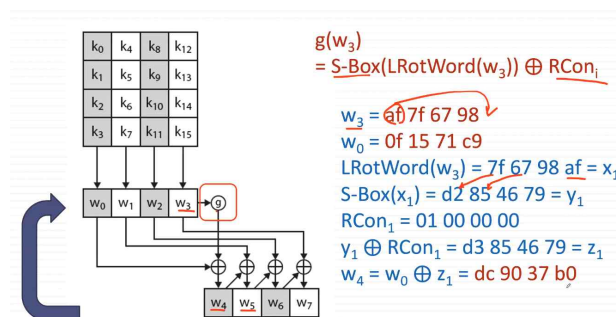 k0 k4 k8 k12
k1 k5 k9 k13
k2 k6 k10 k14
k3 k7 k11 k15
w0 w1 w2 w3 g
w4 w5 w6 w7
g(w3)
= S-Box(LRotWord(w3)) ⊕ RConi
w3 = af 7f 67 98
w0 = 0f 15 71 c9
LRotWord(w3) = 7f 67 98 af = x1
S-Box(x1) = d2 85 46 79 = y1
RCon1 = 01 00 00 00
y1 ⊕ RCon1 = d3 85 46 79 = z1
w4 = w0 ⊕ z1 = dc 90 37 b0